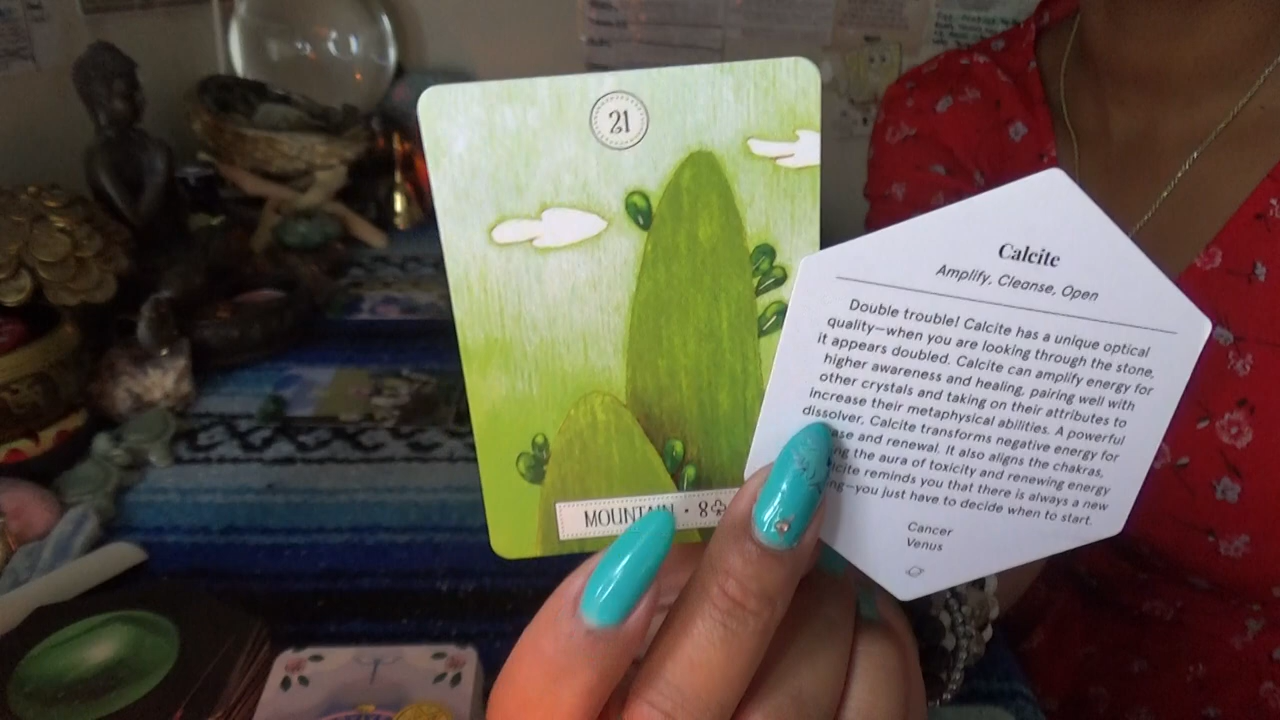 21
MOUNTAIN · 8♣
Calcite
Amplify, Cleanse, Open
Double trouble! Calcite has a unique optical
quality—when you are looking through the stone,
it appears doubled. Calcite can amplify energy for
higher awareness and healing, pairing well with
other crystals and taking on their attributes to
increase their metaphysical abilities. A powerful
dissolver, Calcite transforms negative energy for
ase and renewal. It also aligns the chakras,
ng the aura of toxicity and renewing energy
lcite reminds you that there is always a new
ng—you just have to decide when to start.
Cancer
Venus